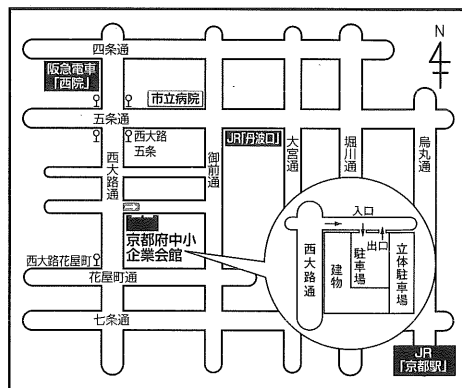 N
四条通
阪急電車
「西院」
市立病院
五条通
西大路
五条
JR「丹波口」
西大路通
御前通
大宮通
堀川通
烏丸通
京都府中小
企業会館
西大路花屋町
花屋町通
七条通
入口
出口
西大路通
建物
駐車場
立体駐車場
JR
「京都駅」